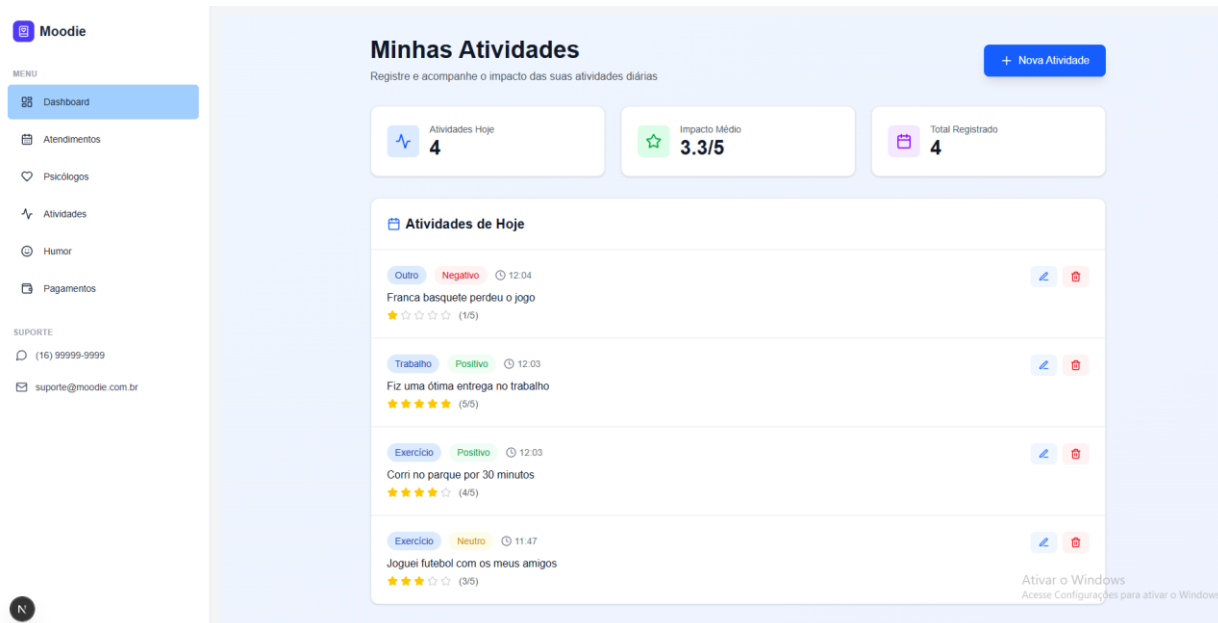 Moodie
MENU
Dashboard
Atendimentos
Psicólogos
Atividades
Humor
Pagamentos
SUPORTE
(16) 99999-9999
suporte@moodie.com.br
N
Minhas Atividades
Registre e acompanhe o impacto das suas atividades diárias
+ Nova Atividade
Atividades Hoje
4
Impacto Médio
3.3/5
Total Registrado
4
Atividades de Hoje
Outro Negativo 12:04
Franca basquete perdeu o jogo
(1/5)
Trabalho Positivo 12:03
Fiz uma ótima entrega no trabalho
(5/5)
Exercício Positivo 12:03
Corri no parque por 30 minutos
(4/5)
Exercício Neutro 11:47
Joguei futebol com os meus amigos
(3/5)
Ativar o Windows
Acesse Configurações para ativar o Windows